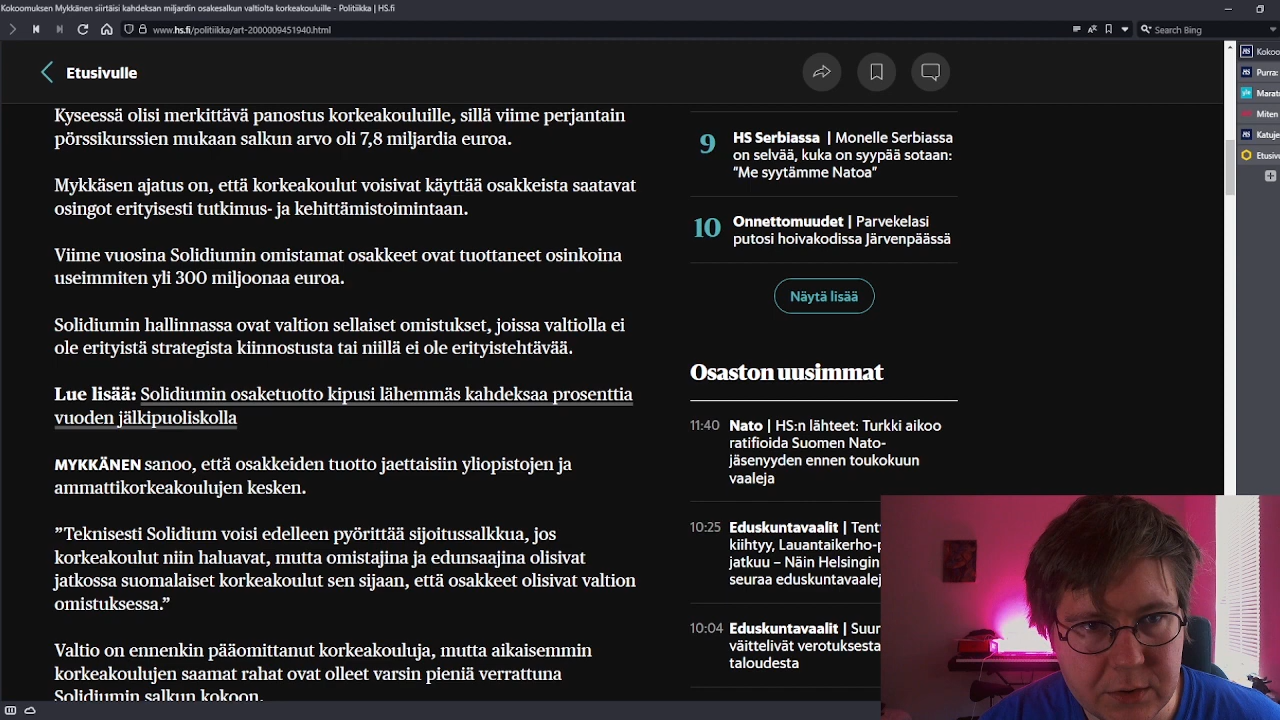 Kokoomuksen Mykkänen siirtäisi kahdeksan miljardin osakesalkun valtiolta korkeakouluille - Politiikka | HS.fi
www.hs.fi/politiikka/art-2000009451940.html
Search Bing
Etusivulle
Kyseessä olisi merkittävä panostus korkeakouluille, sillä viime perjantain
pörssikurssien mukaan salkun arvo oli 7,8 miljardia euroa.
Mykkäsen ajatus on, että korkeakoulut voisivat käyttää osakkeista saatavat
osingot erityisesti tutkimus- ja kehittämistoimintaan.
Viime vuosina Solidiumin omistamat osakkeet ovat tuottaneet osinkoina
useimmiten yli 300 miljoonaa euroa.
Solidiumin hallinnassa ovat valtion sellaiset omistukset, joissa valtiolla ei
ole erityistä strategista kiinnostusta tai niillä ei ole erityistehtävää.
Lue lisää: Solidiumin osaketuotto kipusi lähemmäs kahdeksaa prosenttia
vuoden jälkipuoliskolla
MYKKÄNEN sanoo, että osakkeiden tuotto jaettaisiin yliopistojen ja
ammattikorkeakoulujen kesken.
”Teknisesti Solidium voisi edelleen pyörittää sijoitussalkkua, jos
korkeakoulut niin haluavat, mutta omistajina ja edunsaajina olisivat
jatkossa suomalaiset korkeakoulut sen sijaan, että osakkeet olisivat valtion
omistuksessa.”
Valtio on ennenkin pääomittanut korkeakouluja, mutta aikaisemmin
korkeakoulujen saamat rahat ovat olleet varsin pieniä verrattuna
Solidiumin salkun kokoon.
9
HS Serbiassa | Monelle Serbiassa
on selvää, kuka on syypää sotaan:
”Me syytämme Natoa”
10
Onnettomuudet | Parvekelasi
putosi hoivakodissa Järvenpäässä
Näytä lisää
Osaston uusimmat
11:40 Nato | HS:n lähteet: Turkki aikoo
ratifioida Suomen Nato-
jäsenyyden ennen toukokuun
vaaleja
10:25 Eduskuntavaalit | Tent
kiihtyy, Lauantaikerho-p
jatkuu – Näin Helsingin
seuraa eduskuntavaalej
10:04 Eduskuntavaalit | Suur
väittelivät verotuksesta
taloudesta
HS Kokoo
HS Purra:
yle Marat
Miten
HS Katuje
Etusiv